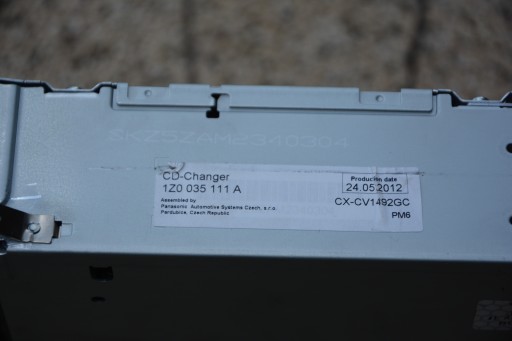 SKZ5ZAM2340304
CD-Changer
1Z0 035 111 A
Assembled by
Panasonic Automotive Systems Czech, s.r.o.
Pardubice, Czech Republic
Production date
24.05.2012
CX-CV1492GC
PM6